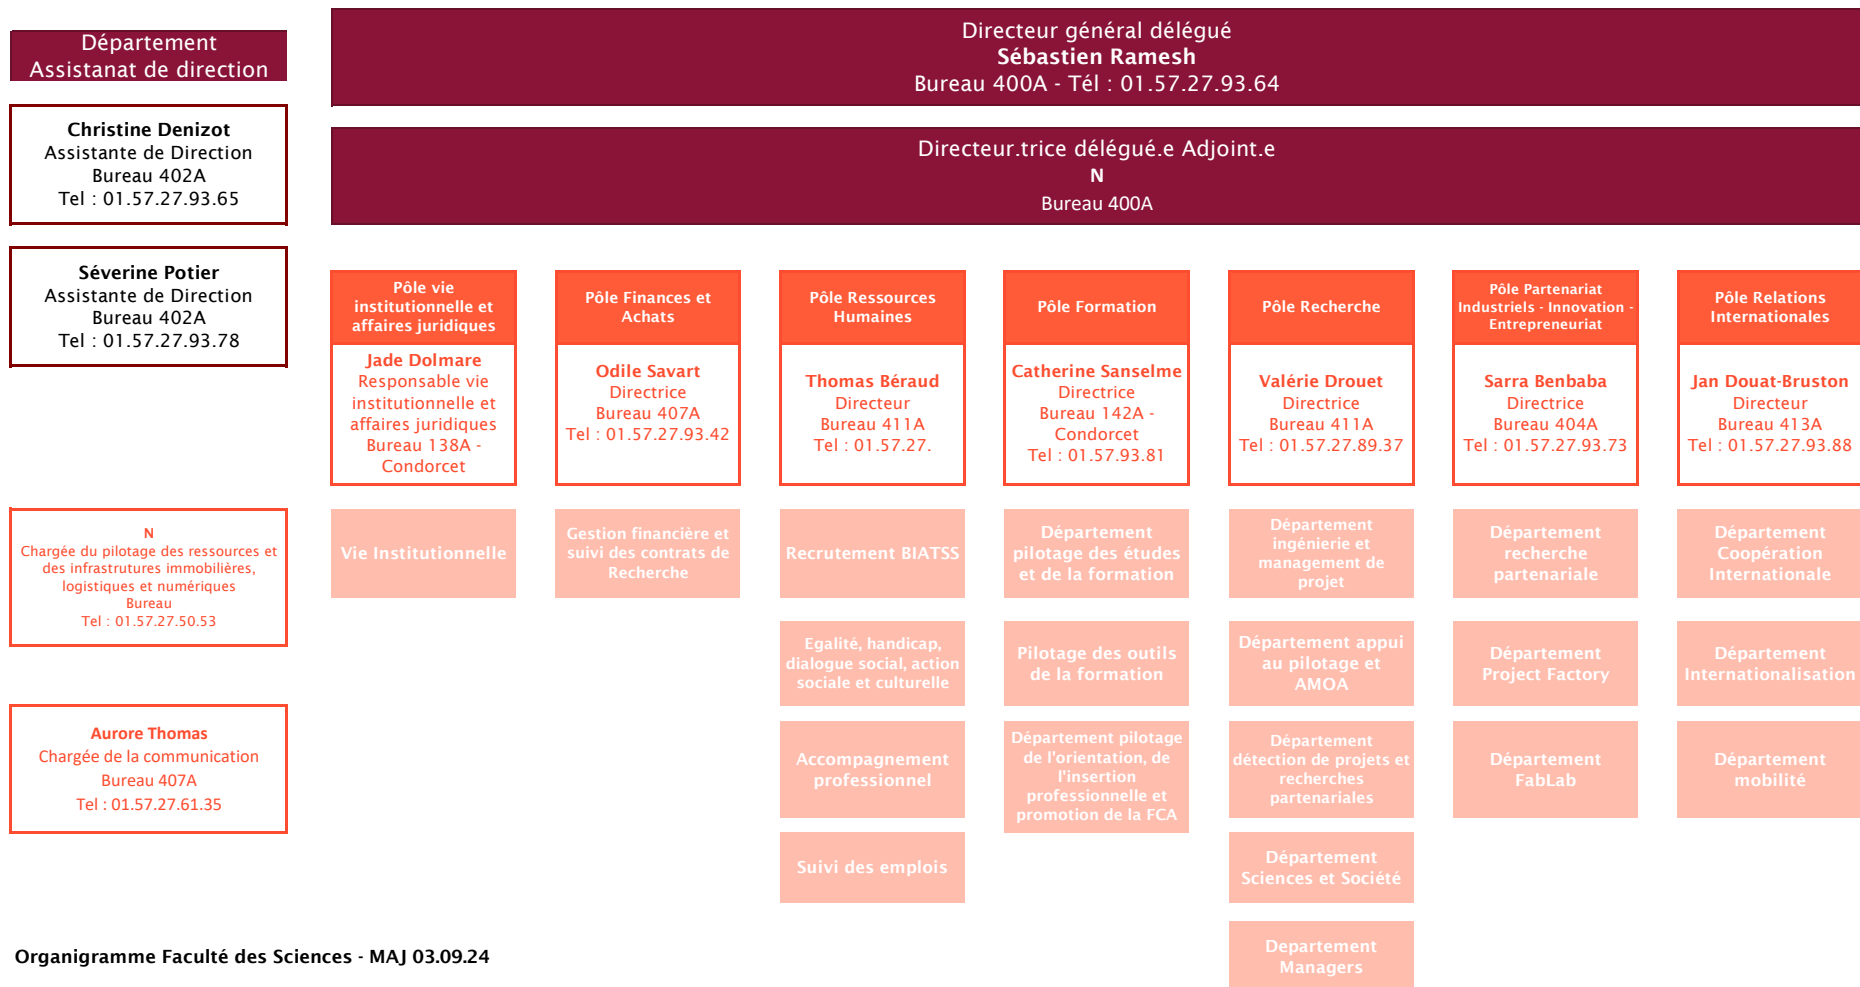 Département
Assistanat de direction
Christine Denizot
Assistante de Direction
Bureau 402A
Tel : 01.57.27.93.65
Séverine Potier
Assistante de Direction
Bureau 402A
Tel : 01.57.27.93.78
N
Chargée du pilotage des ressources et
des infrastrutures immobilières,
logistiques et numériques
Bureau
Tel : 01.57.27.50.53
Aurore Thomas
Chargée de la communication
Bureau 407A
Tel : 01.57.27.61.35
Directeur général délégué
Sébastien Ramesh
Bureau 400A - Tél : 01.57.27.93.64
Directeur.trice délégué.e Adjoint.e
N
Bureau 400A
Pôle vie
institutionnelle et
affaires juridiques
Jade Dolmare
Responsable vie
institutionnelle et
affaires juridiques
Bureau 138A -
Condorcet
Vie Institutionnelle
Pôle Finances et
Achats
Odile Savart
Directrice
Bureau 407A
Tel : 01.57.27.93.42
Gestion financière et
suivi des contrats de
Recherche
Pôle Ressources
Humaines
Thomas Béraud
Directeur
Bureau 411A
Tel : 01.57.27.
Recrutement BIATSS
Egalité, handicap,
dialogue social, action
sociale et culturelle
Accompagnement
professionnel
Suivi des emplois
Pôle Formation
Catherine Sanselme
Directrice
Bureau 142A -
Condorcet
Tel : 01.57.93.81
Département
pilotage des études
et de la formation
Pilotage des outils
de la formation
Département pilotage
de l'orientation, de
l'insertion
professionnelle et
promotion de la FCA
Pôle Recherche
Valérie Drouet
Directrice
Bureau 411A
Tel : 01.57.27.89.37
Département
ingénierie et
management de
projet
Département appui
au pilotage et
AMOA
Département
détection de projets et
recherches
partenariales
Département
Sciences et Société
Departement
Managers
Pôle Partenariat
Industriels - Innovation -
Entrepreneuriat
Sarra Benbaba
Directrice
Bureau 404A
Tel : 01.57.27.93.73
Département
recherche
partenariale
Département
Project Factory
Département
FabLab
Pôle Relations
Internationales
Jan Douat-Bruston
Directeur
Bureau 413A
Tel : 01.57.27.93.88
Département
Coopération
Internationale
Département
Internationalisation
Département
mobilité
Organigramme Faculté des Sciences - MAJ 03.09.24